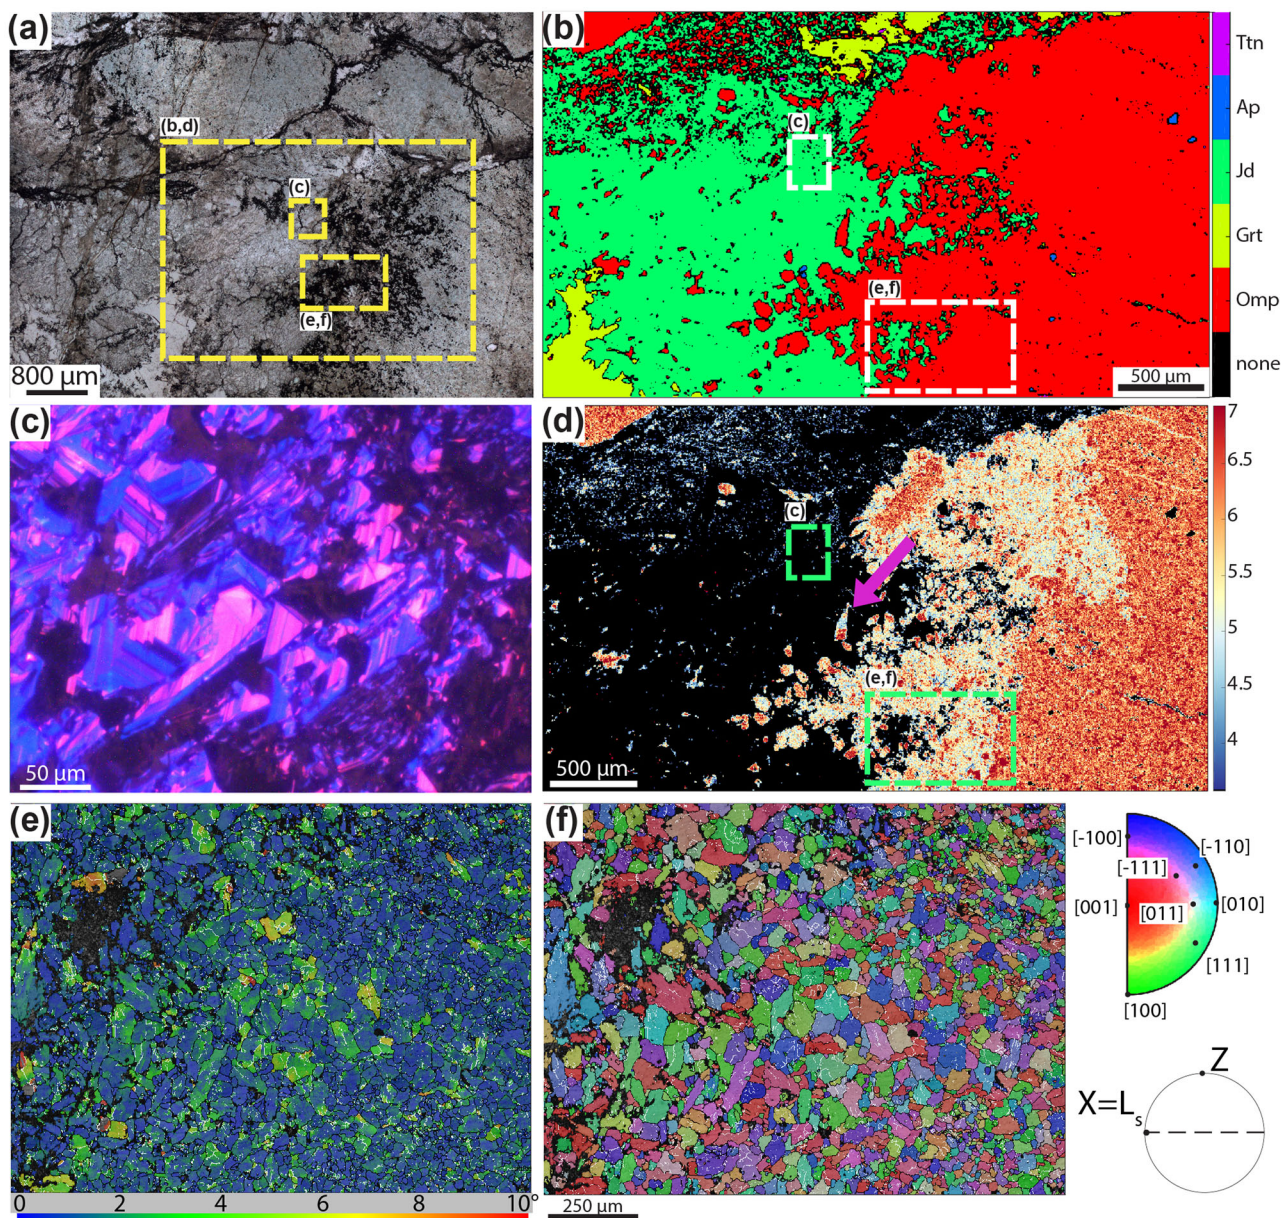 (a)
(b,d)
(c)
(e,f)
800 µm
(b)
(c)
(e,f)
500 µm
Ttn
Ap
Jd
Grt
Omp
none
(c)
50 µm
(d)
(c)
(e,f)
500 µm
7
6.5
6
5.5
5
4.5
4
(e)
0 2 4 6 8 10°
(f)
250 µm
[-100]
[-110]
[-111]
[001]
[011]
[010]
[111]
[100]
Z
X=Ls